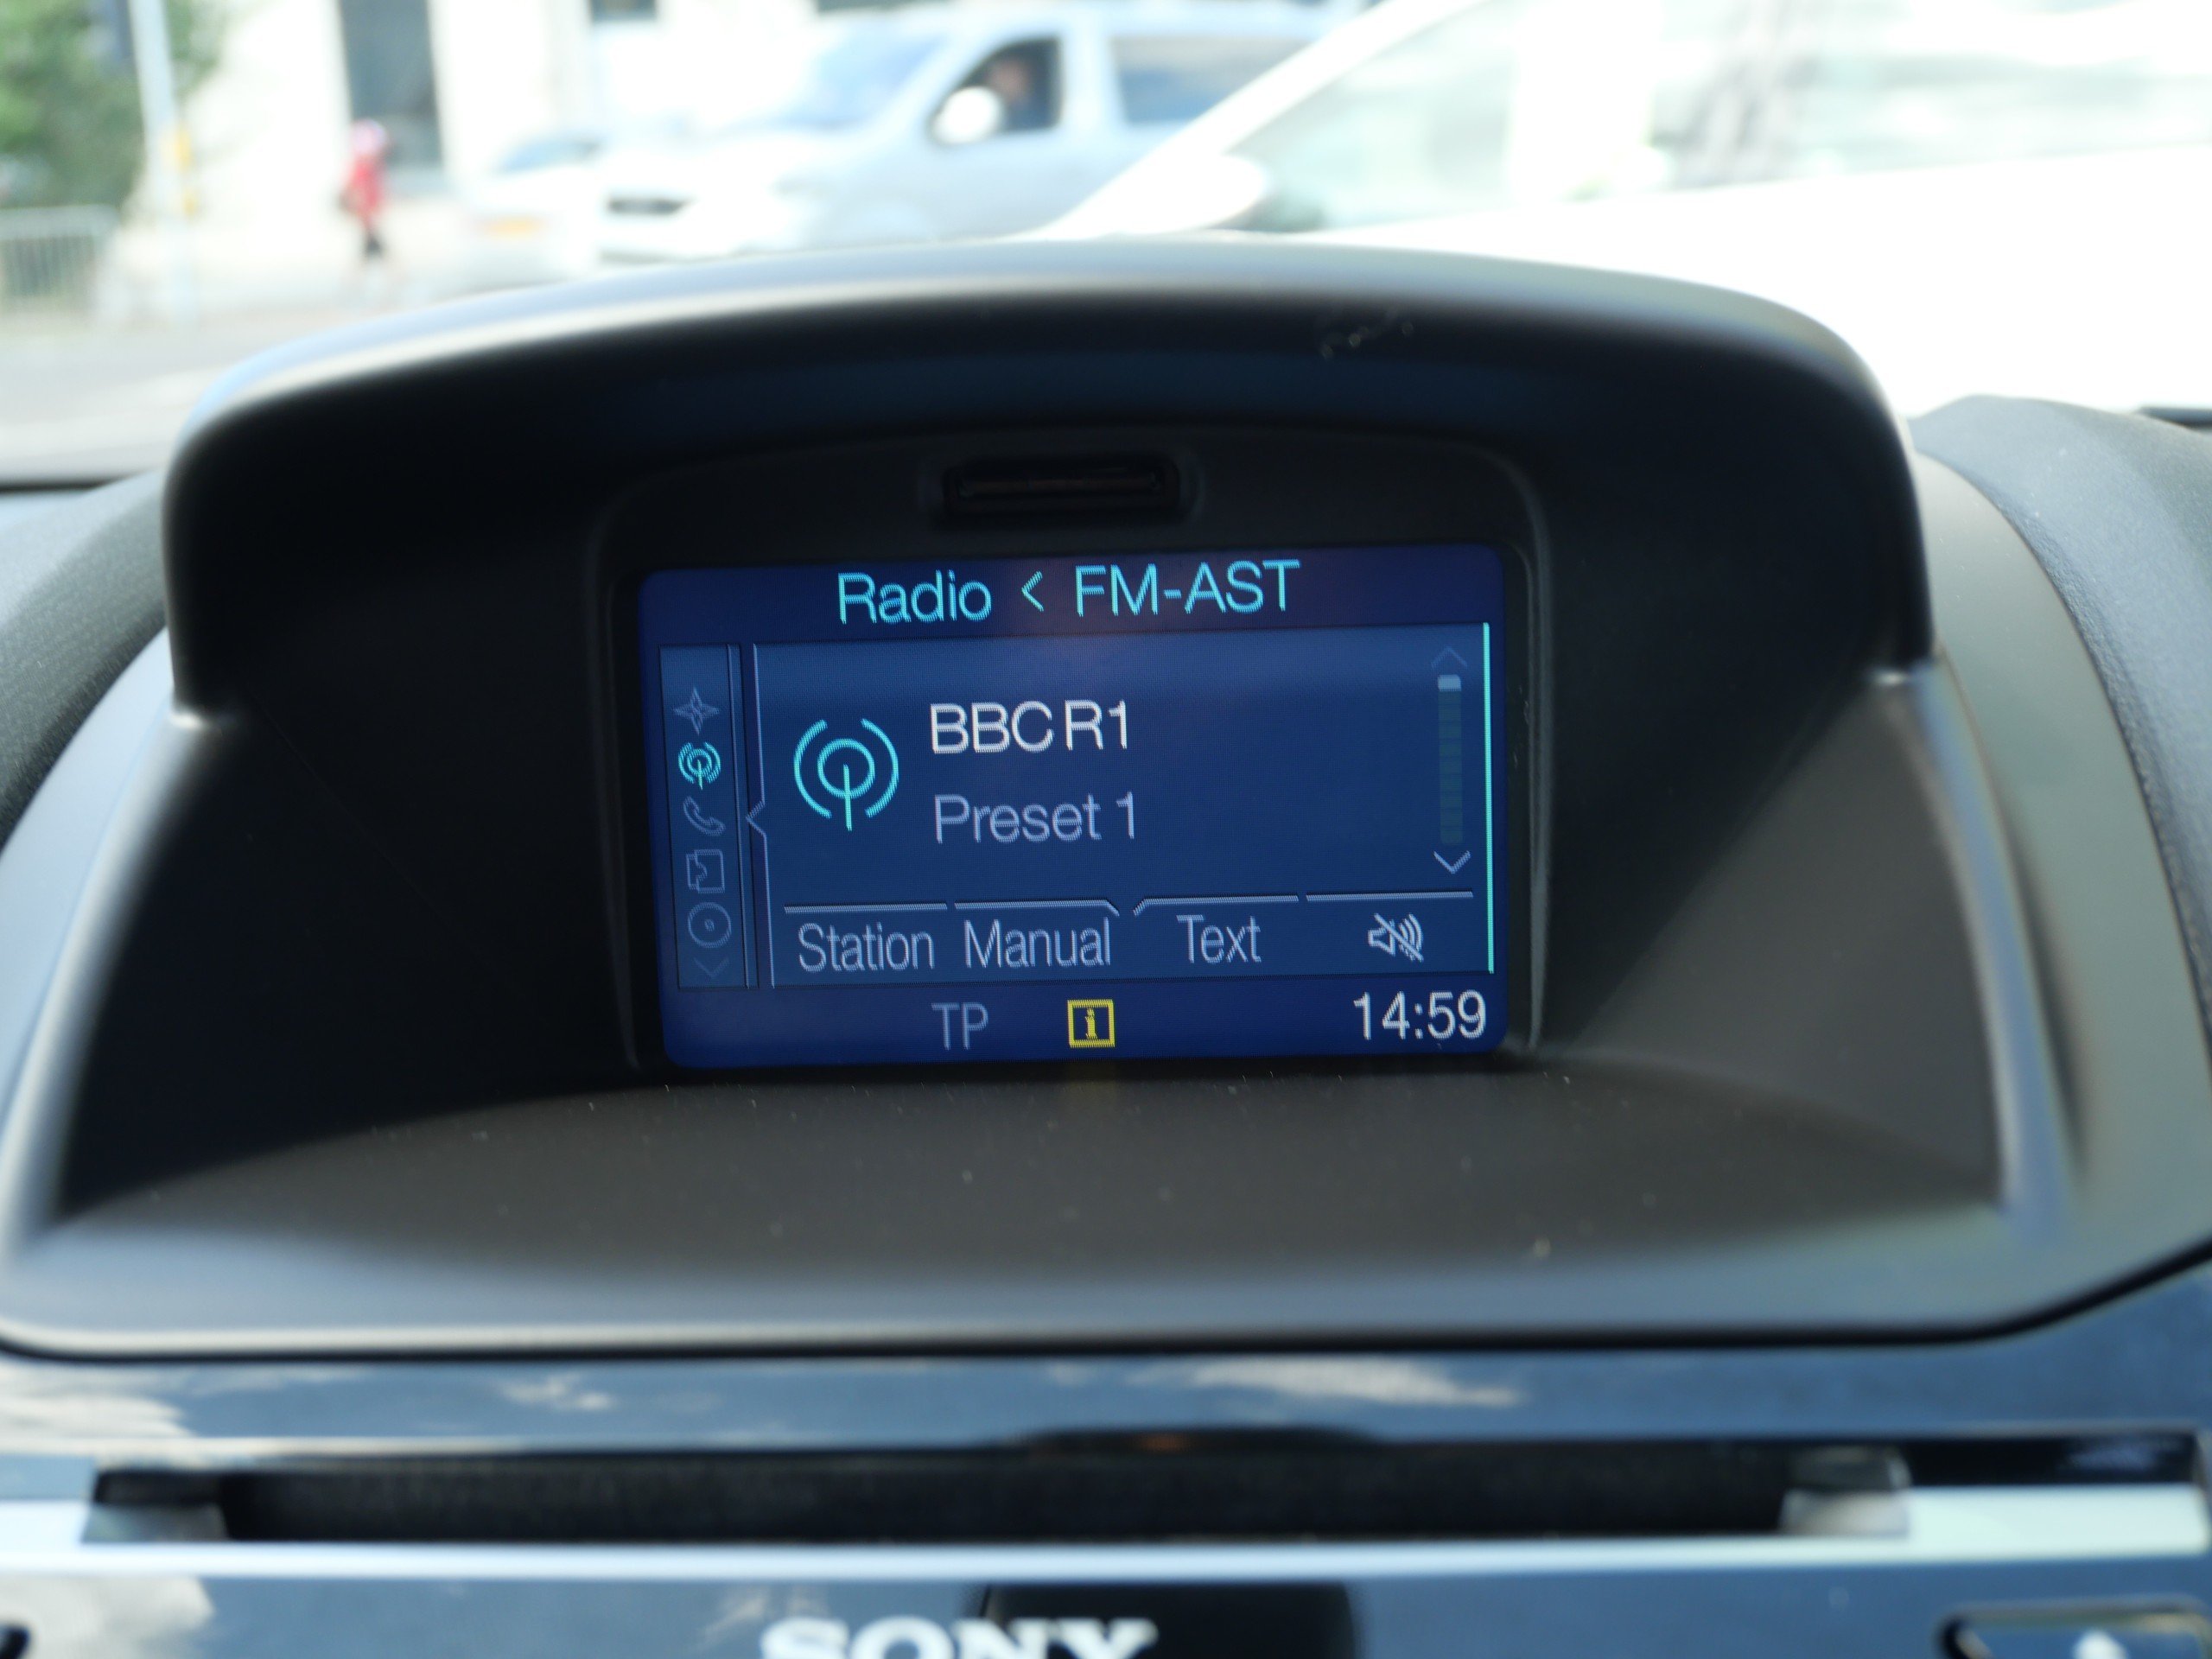 Radio < FM-AST
BBC R1
Preset 1
Station Manual Text
TP i 14:59
SONY